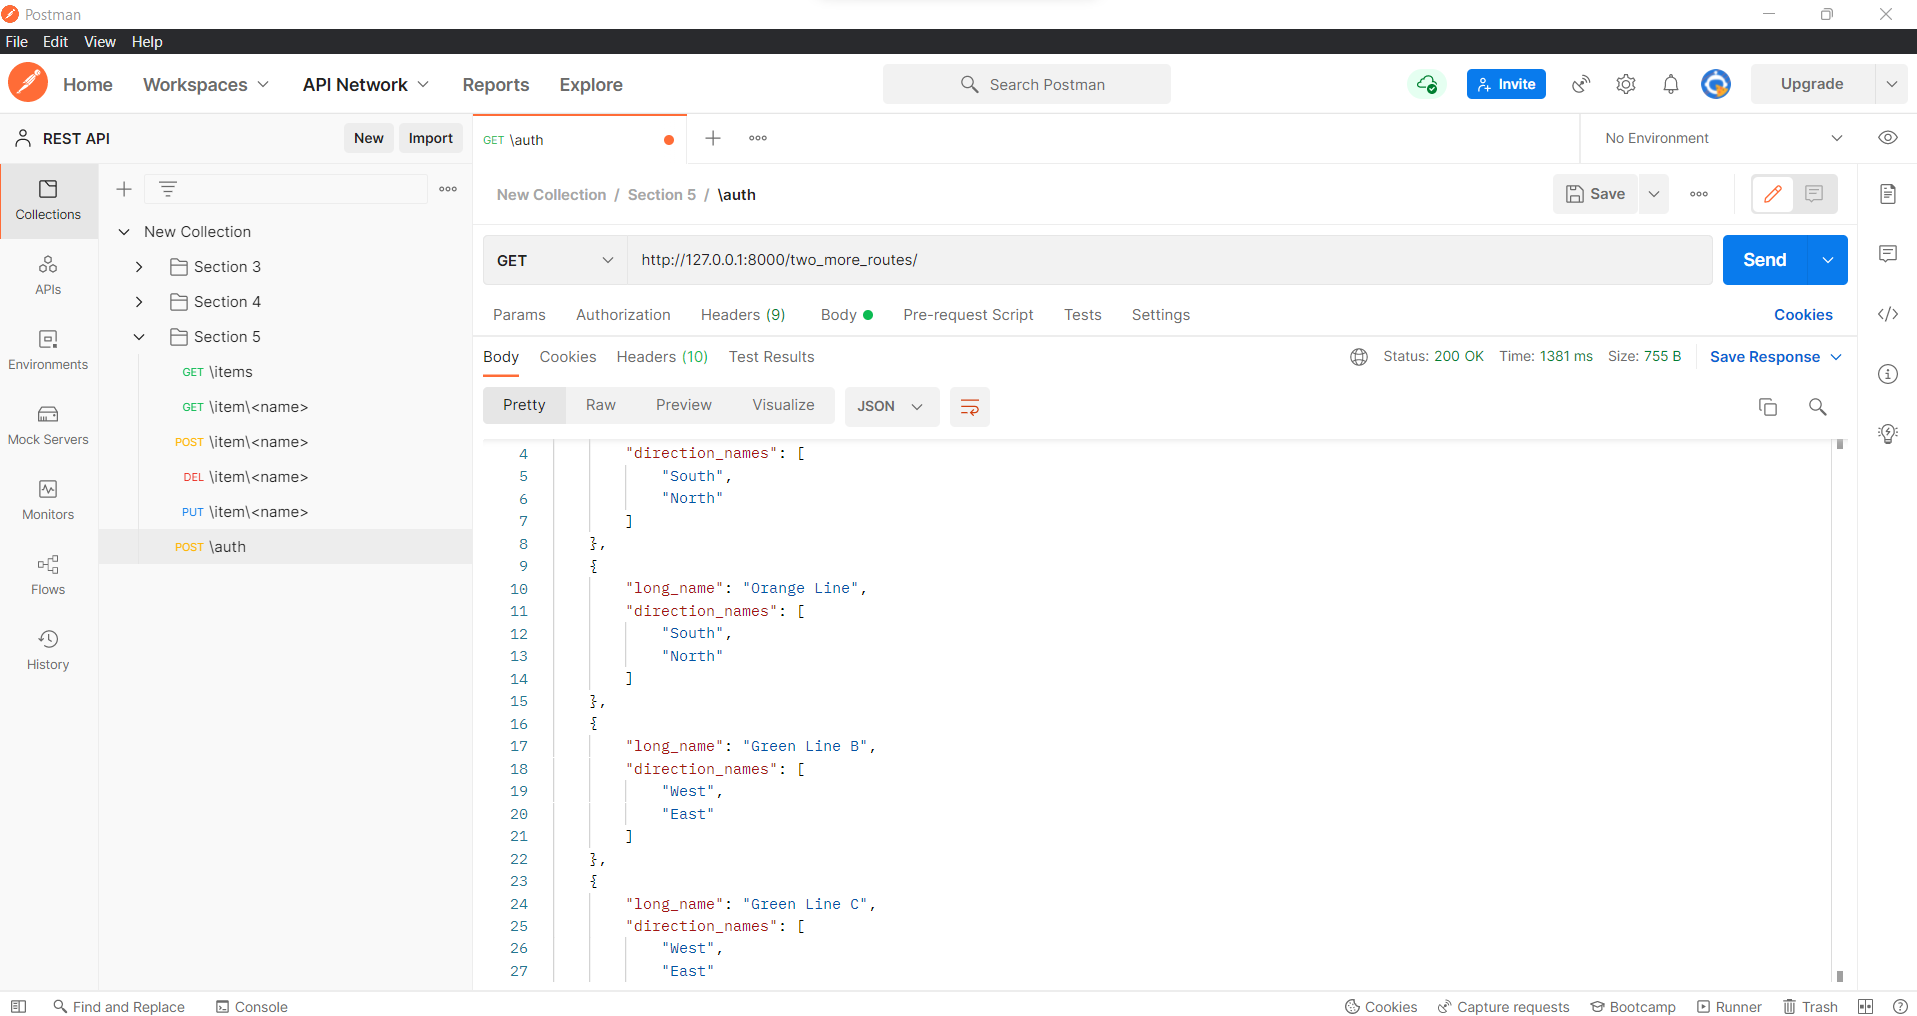 Postman
File Edit View Help
Home Workspaces API Network Reports Explore Search Postman Invite Upgrade
REST API New Import GET \auth No Environment
New Collection / Section 5 / \auth Save
Collections
APIs
Environments
Mock Servers
Monitors
Flows
History
New Collection
Section 3
Section 4
Section 5
GET \items
GET \item\<name>
POST \item\<name>
DEL \item\<name>
PUT \item\<name>
POST \auth
GET http://127.0.0.1:8000/two_more_routes/ Send
Params Authorization Headers (9) Body Pre-request Script Tests Settings Cookies
Body Cookies Headers (10) Test Results Status: 200 OK Time: 1381 ms Size: 755 B Save Response
Pretty Raw Preview Visualize JSON
4 "direction_names": [
5 "South",
6 "North"
7 ]
8 },
9 {
10 "long_name": "Orange Line",
11 "direction_names": [
12 "South",
13 "North"
14 ]
15 },
16 {
17 "long_name": "Green Line B",
18 "direction_names": [
19 "West",
20 "East"
21 ]
22 },
23 {
24 "long_name": "Green Line C",
25 "direction_names": [
26 "West",
27 "East"
Find and Replace Console Cookies Capture requests Bootcamp Runner Trash